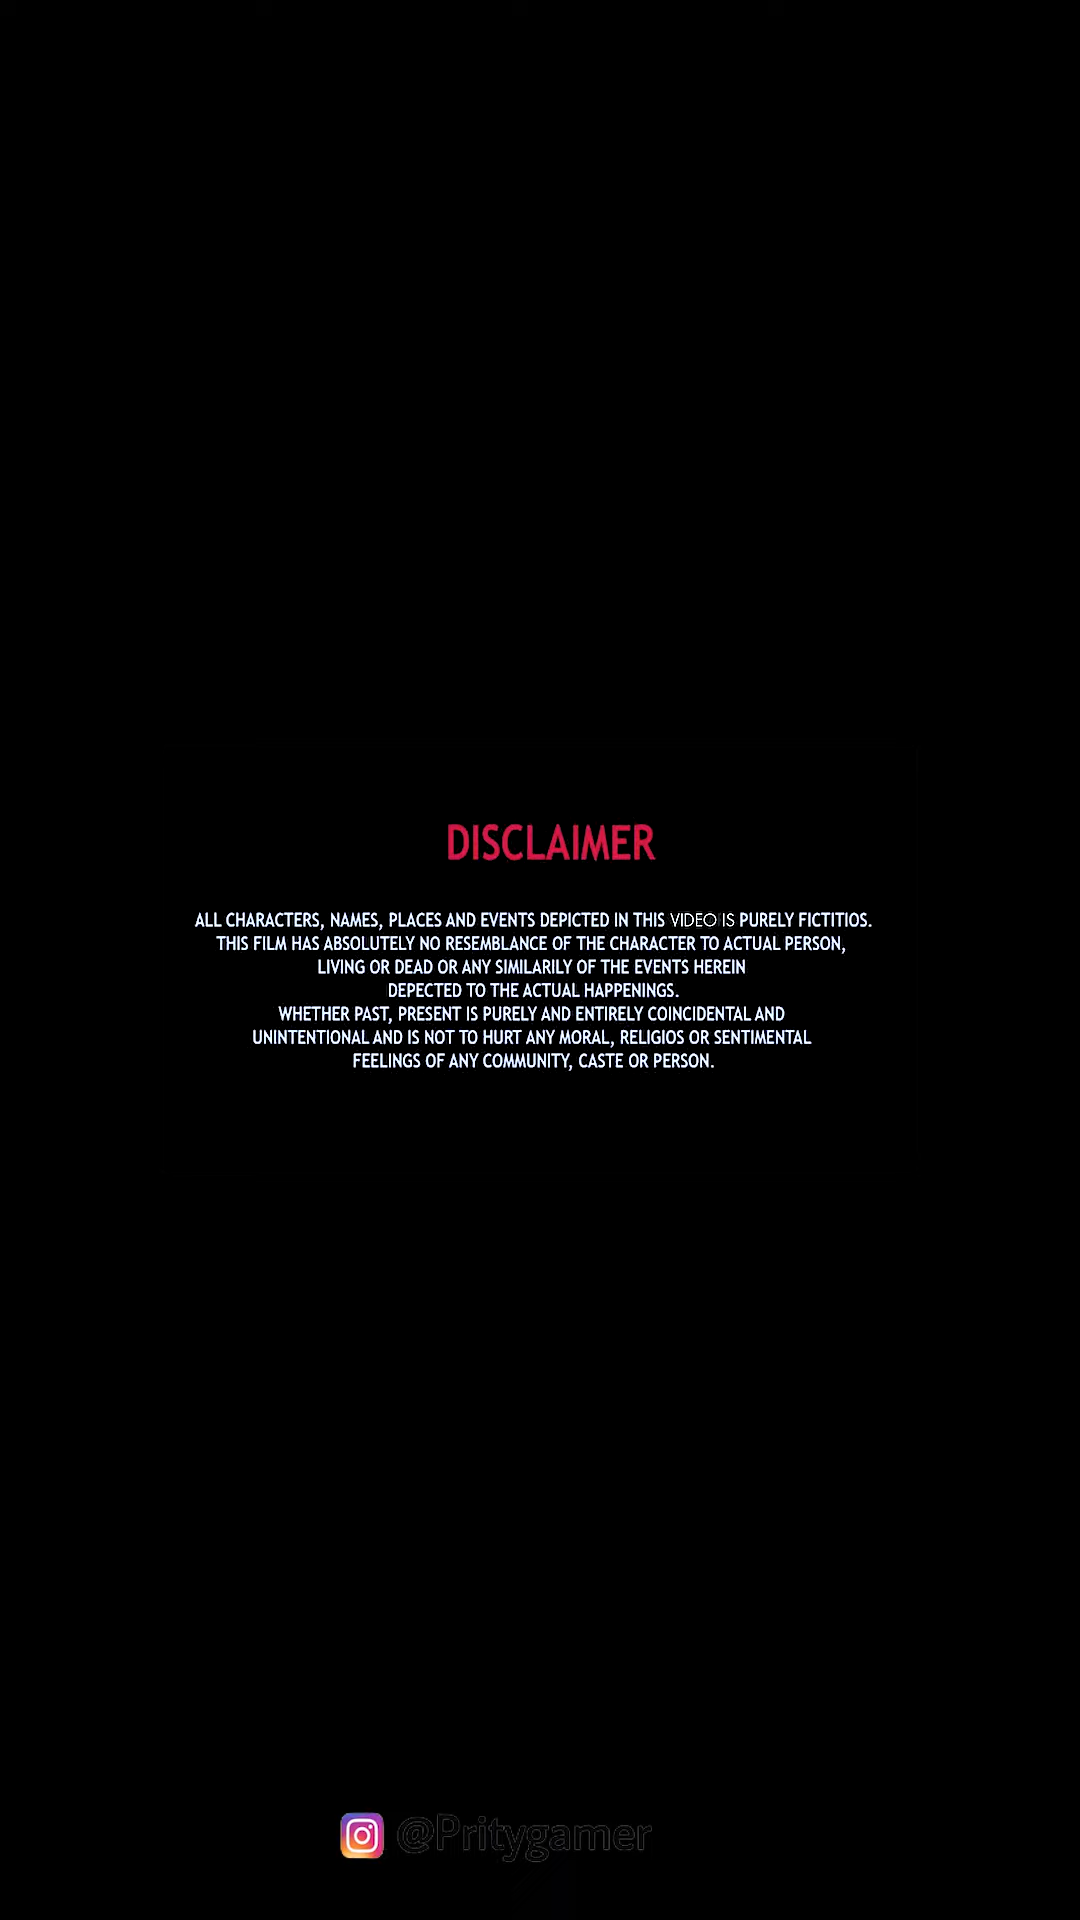 DISCLAIMER
ALL CHARACTERS, NAMES, PLACES AND EVENTS DEPICTED IN THIS VIDEO IS PURELY FICTITIOS.
THIS FILM HAS ABSOLUTELY NO RESEMBLANCE OF THE CHARACTER TO ACTUAL PERSON,
LIVING OR DEAD OR ANY SIMILARILY OF THE EVENTS HEREIN
DEPECTED TO THE ACTUAL HAPPENINGS.
WHETHER PAST, PRESENT IS PURELY AND ENTIRELY COINCIDENTAL AND
UNINTENTIONAL AND IS NOT TO HURT ANY MORAL, RELIGIOS OR SENTIMENTAL
FEELINGS OF ANY COMMUNITY, CASTE OR PERSON.
@Pritygamer